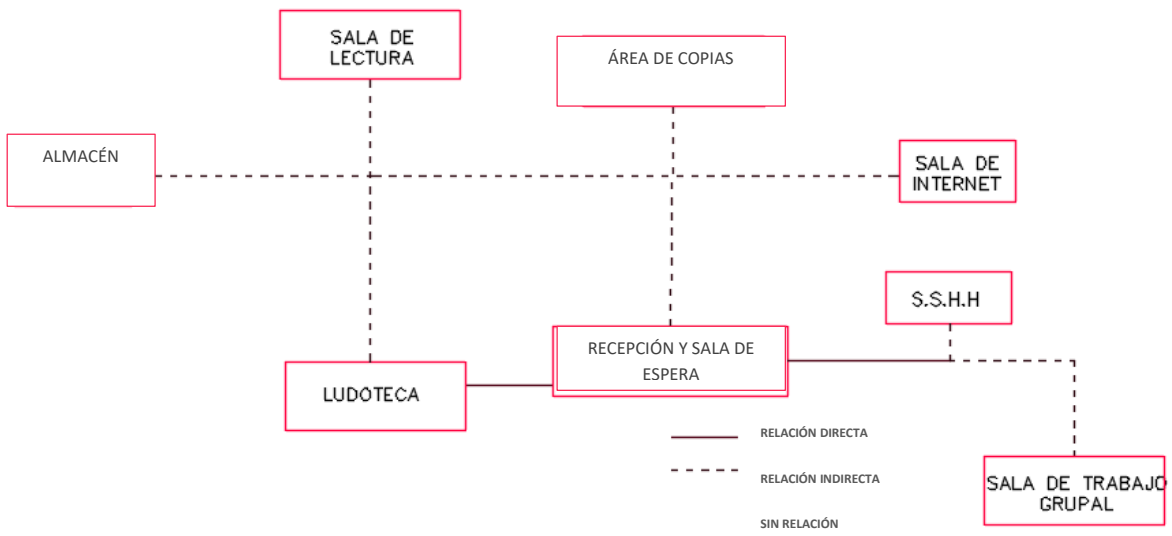 SALA DE
LECTURA
ÁREA DE COPIAS
ALMACÉN
SALA DE
INTERNET
S.S.H.H
RECEPCIÓN Y SALA DE
ESPERA
LUDOTECA
RELACIÓN DIRECTA
RELACIÓN INDIRECTA
SIN RELACIÓN
SALA DE TRABAJO
GRUPAL